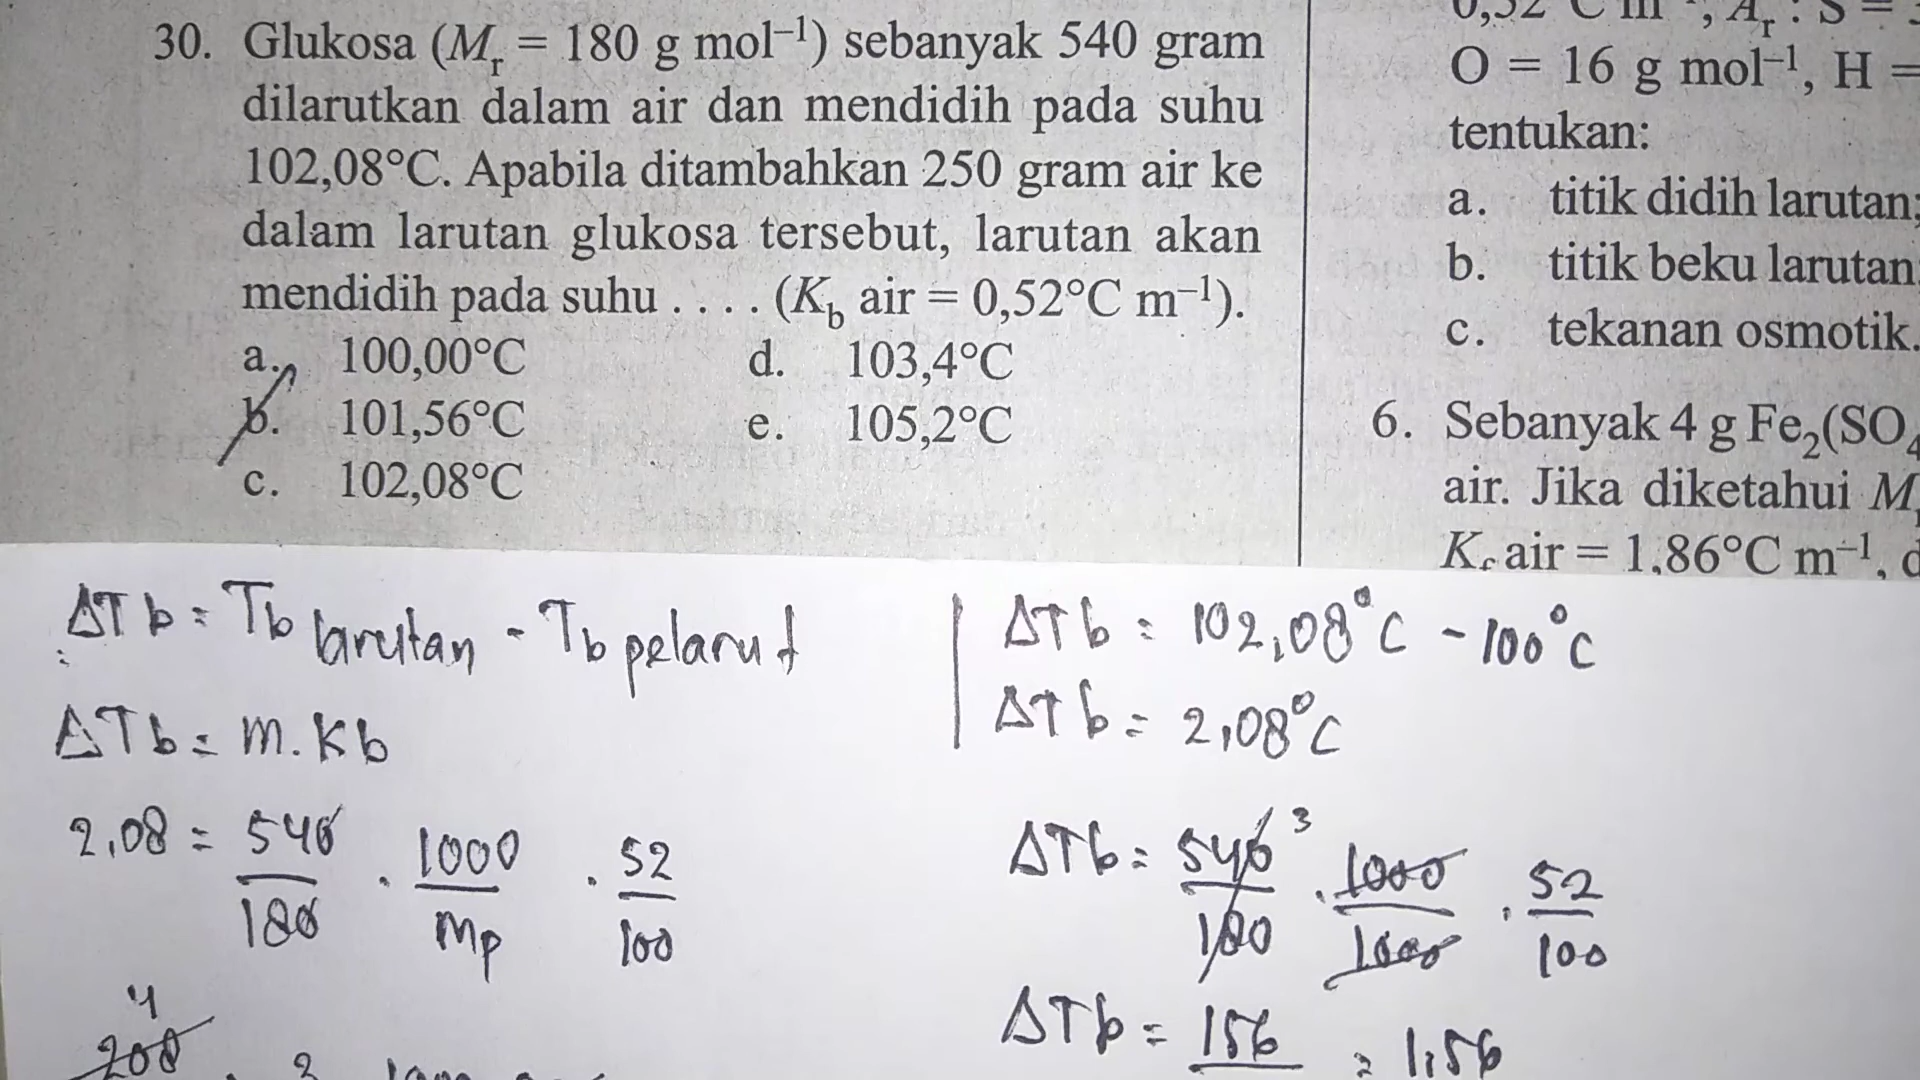 30. Glukosa (Mr = 180 g mol⁻¹) sebanyak 540 gram
dilarutkan dalam air dan mendidih pada suhu
102,08°C. Apabila ditambahkan 250 gram air ke
dalam larutan glukosa tersebut, larutan akan
mendidih pada suhu . . . . (Kb air = 0,52°C m⁻¹).
a. 100,00°C d. 103,4°C
b. 101,56°C e. 105,2°C
c. 102,08°C
O = 16 g mol⁻¹, H =
tentukan:
a. titik didih larutan;
b. titik beku larutan
c. tekanan osmotik.
6. Sebanyak 4 g Fe₂(SO₄
air. Jika diketahui M
air = 1,86°C m⁻¹,
ΔTb = Tb larutan - Tb pelarut
ΔTb = m.Kb
2,08 = 540/180 . 1000/Mp . 52/100
4
208
3
ΔTb = 102,08°C - 100°C
ΔTb = 2,08°C
ΔTb = 540/180 3 . 1000/1000 . 52/100
ΔTb = 156 = 1,56